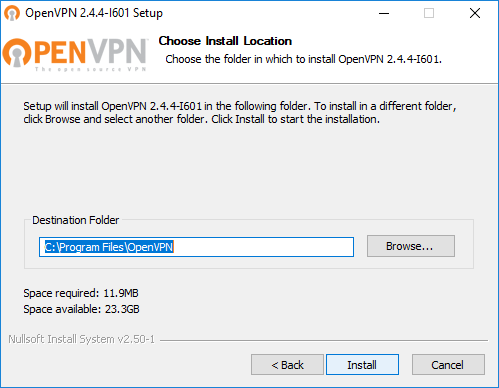 OpenVPN 2.4.4-I601 Setup
OPENVPN™
The open source VPN
Choose Install Location
Choose the folder in which to install OpenVPN 2.4.4-I601.
Setup will install OpenVPN 2.4.4-I601 in the following folder. To install in a different folder,
click Browse and select another folder. Click Install to start the installation.
Destination Folder
C:\Program Files\OpenVPN
Browse...
Space required: 11.9MB
Space available: 23.3GB
Nullsoft Install System v2.50-1
< Back
Install
Cancel